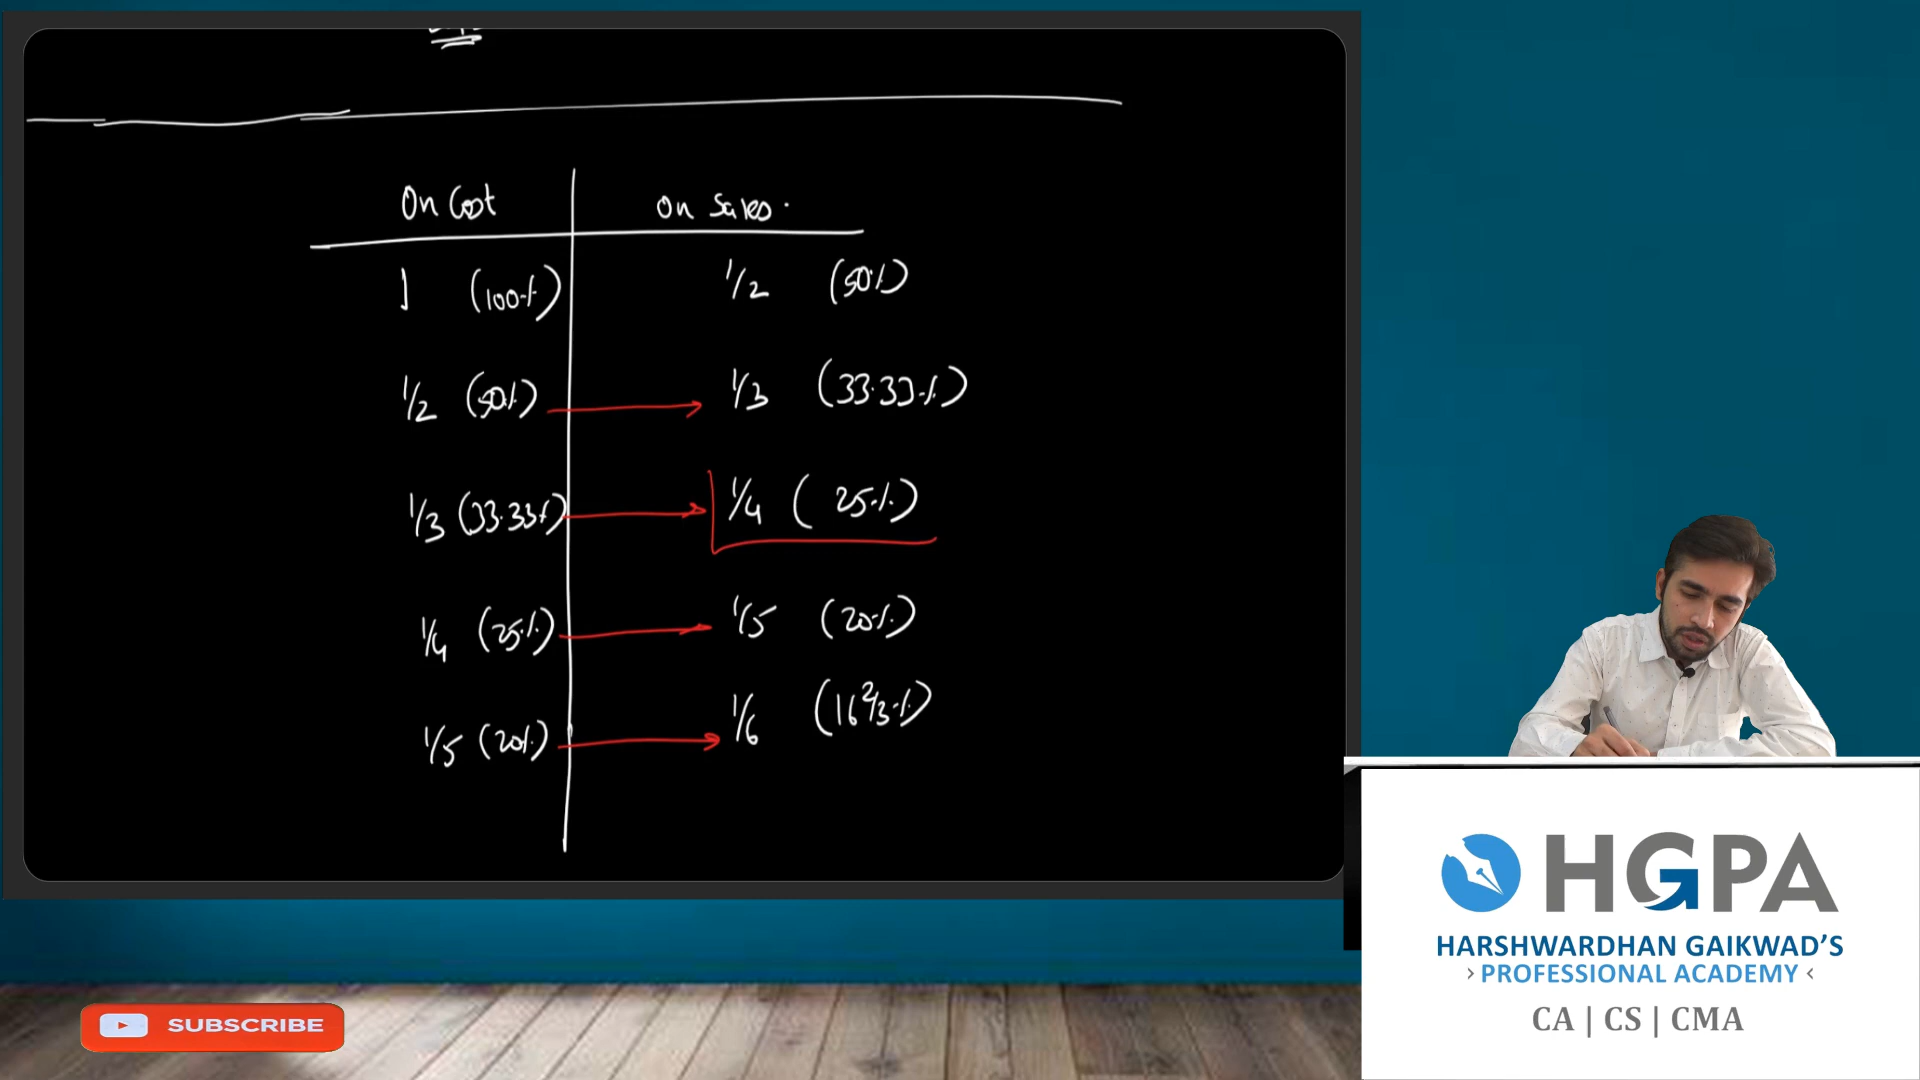 On Cost On Sales.
1 (100%) 1/2 (50%)
1/2 (50%) 1/3 (33.33%)
1/3 (33.33%) 1/4 (25%)
1/4 (25%) 1/5 (20%)
1/5 (20%) 1/6 (16 2/3 %)
HGPA
HARSHWARDHAN GAIKWAD'S
› PROFESSIONAL ACADEMY ‹
CA | CS | CMA
SUBSCRIBE